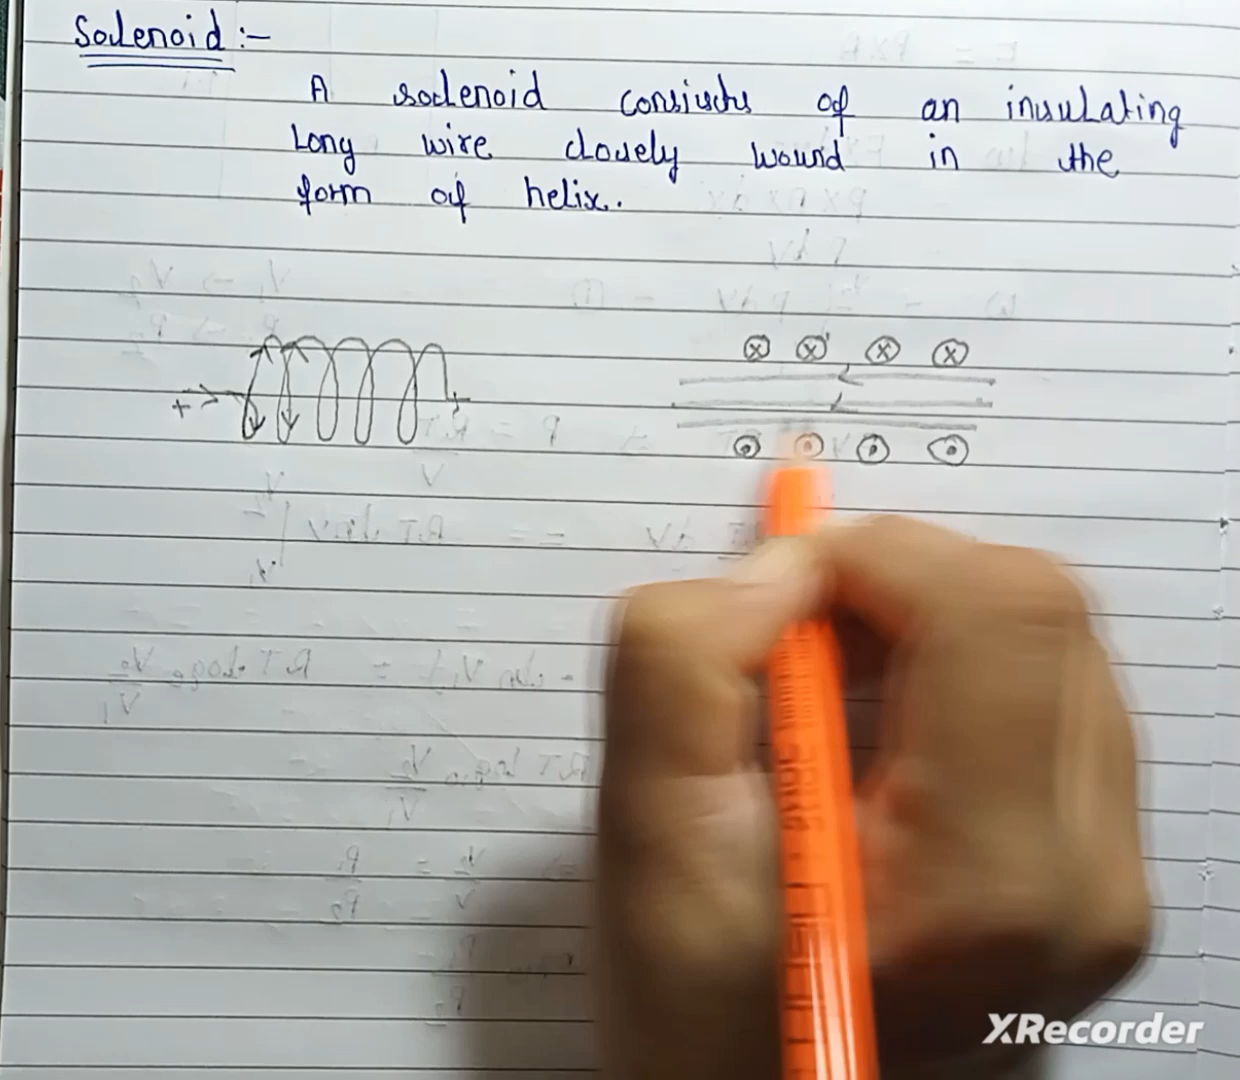 Solenoid :-
A solenoid consists of an insulating
Long wire closely wound in the
form of helix.
XRecorder